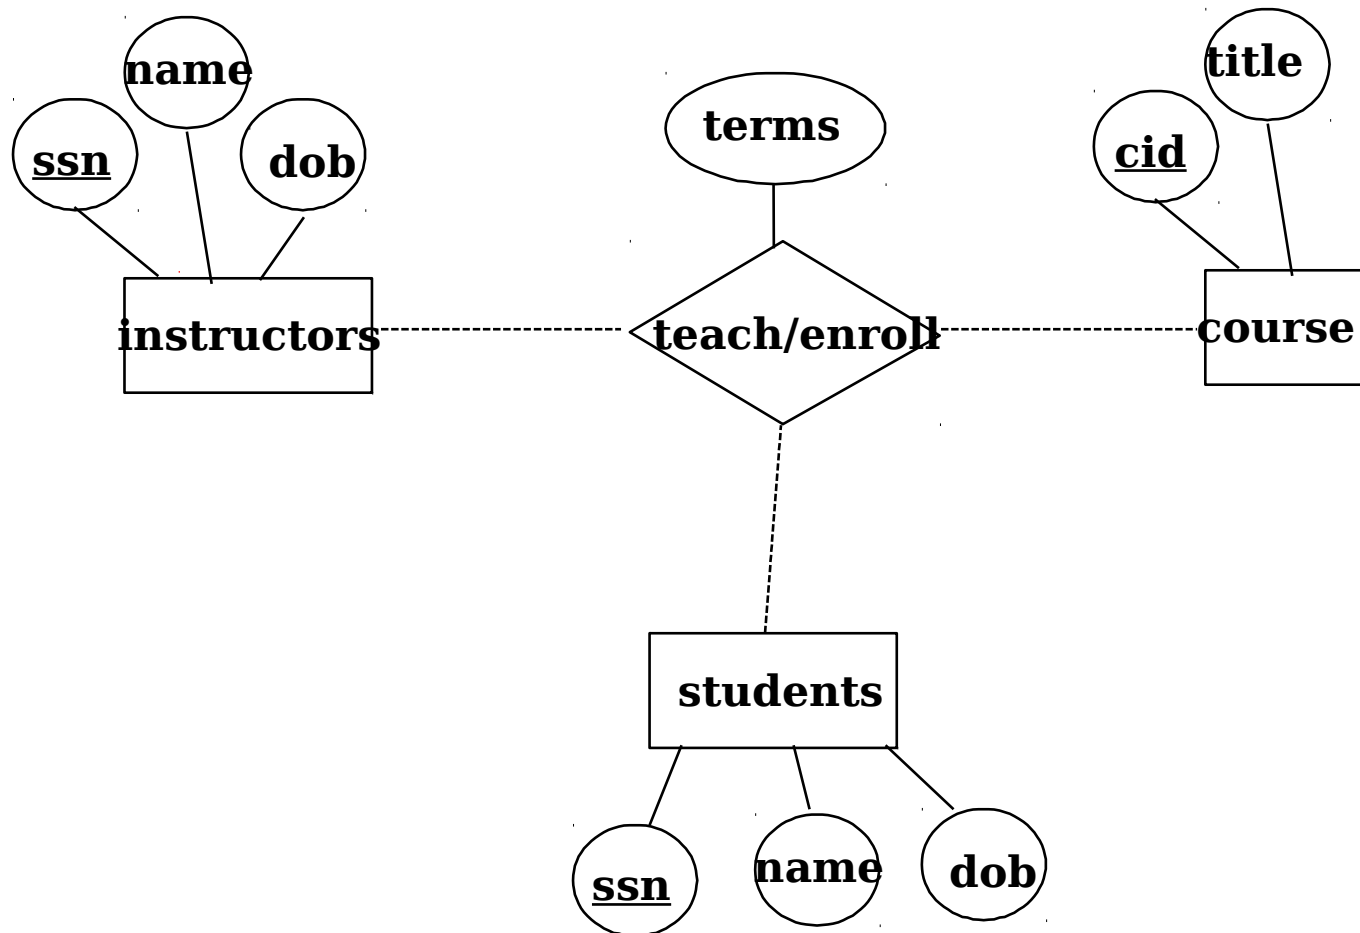 name
title
terms
ssn
dob
cid
instructors
teach/enroll
course
students
ssn
name
dob